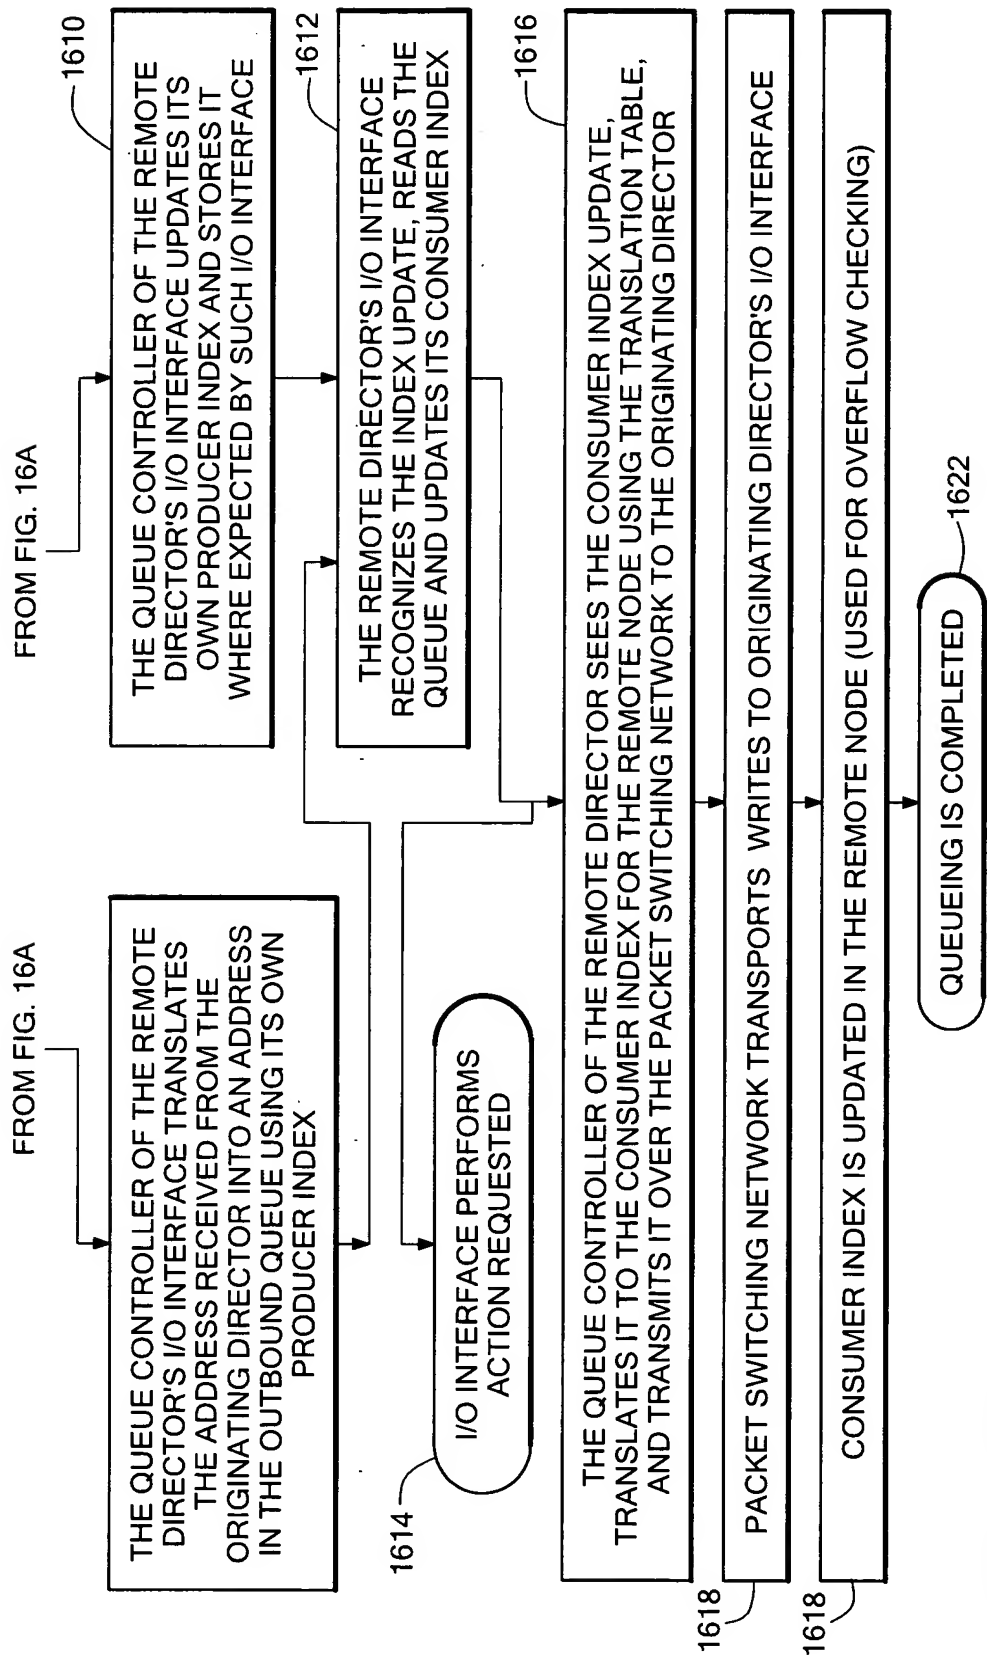 FROM FIG. 16A
THE QUEUE CONTROLLER OF THE REMOTE
DIRECTOR'S I/O INTERFACE TRANSLATES
THE ADDRESS RECEIVED FROM THE
ORIGINATING DIRECTOR INTO AN ADDRESS
IN THE OUTBOUND QUEUE USING ITS OWN
PRODUCER INDEX
FROM FIG. 16A
1610
THE QUEUE CONTROLLER OF THE REMOTE
DIRECTOR'S I/O INTERFACE UPDATES ITS
OWN PRODUCER INDEX AND STORES IT
WHERE EXPECTED BY SUCH I/O INTERFACE
1612
THE REMOTE DIRECTOR'S I/O INTERFACE
RECOGNIZES THE INDEX UPDATE, READS THE
QUEUE AND UPDATES ITS CONSUMER INDEX
1614
I/O INTERFACE PERFORMS
ACTION REQUESTED
1616
THE QUEUE CONTROLLER OF THE REMOTE DIRECTOR SEES THE CONSUMER INDEX UPDATE,
TRANSLATES IT TO THE CONSUMER INDEX FOR THE REMOTE NODE USING THE TRANSLATION TABLE,
AND TRANSMITS IT OVER THE PACKET SWITCHING NETWORK TO THE ORIGINATING DIRECTOR
1618
PACKET SWITCHING NETWORK TRANSPORTS WRITES TO ORIGINATING DIRECTOR'S I/O INTERFACE
1618
CONSUMER INDEX IS UPDATED IN THE REMOTE NODE (USED FOR OVERFLOW CHECKING)
QUEUEING IS COMPLETED
1622